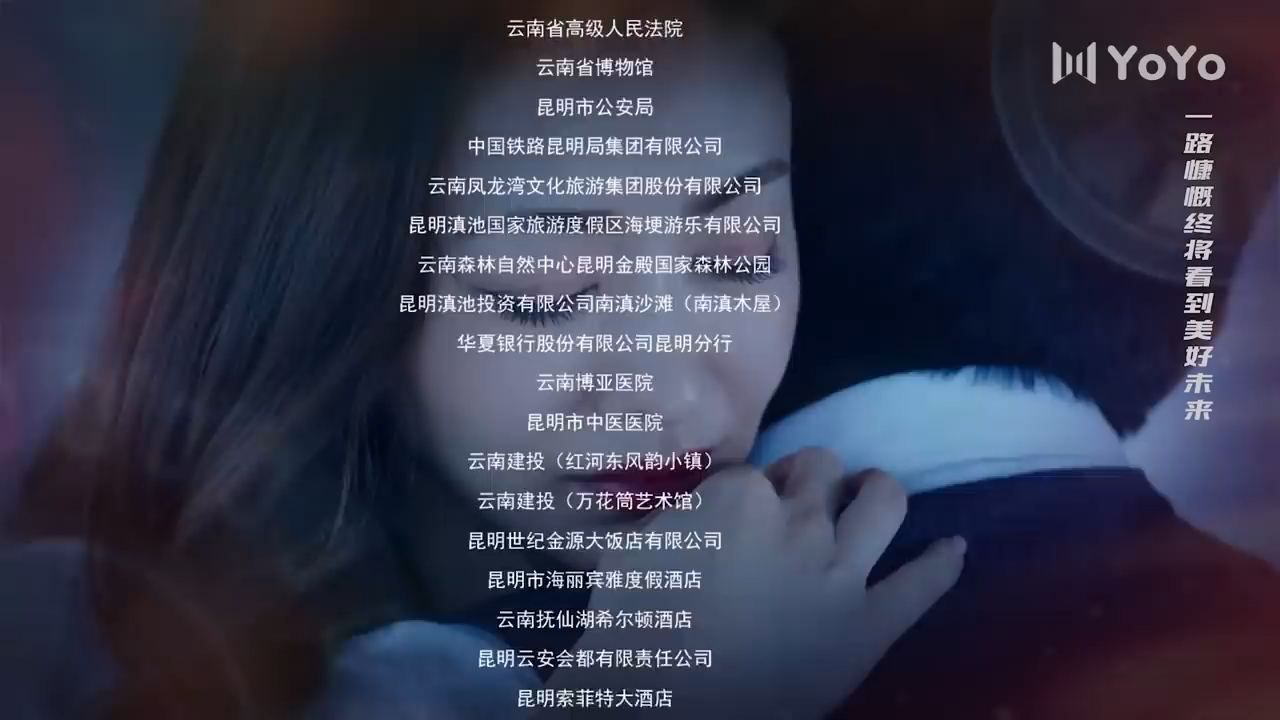 云南省高级人民法院
云南省博物馆
昆明市公安局
中国铁路昆明局集团有限公司
云南凤龙湾文化旅游集团股份有限公司
昆明滇池国家旅游度假区海埂游乐有限公司
云南森林自然中心昆明金殿国家森林公园
昆明滇池投资有限公司南滇沙滩（南滇木屋）
华夏银行股份有限公司昆明分行
云南博亚医院
昆明市中医医院
云南建投（红河东风韵小镇）
云南建投（万花筒艺术馆）
昆明世纪金源大饭店有限公司
昆明市海丽宾雅度假酒店
云南抚仙湖希尔顿酒店
昆明云安会都有限责任公司
昆明索菲特大酒店
YoYo
一路慷慨终将看到美好未来